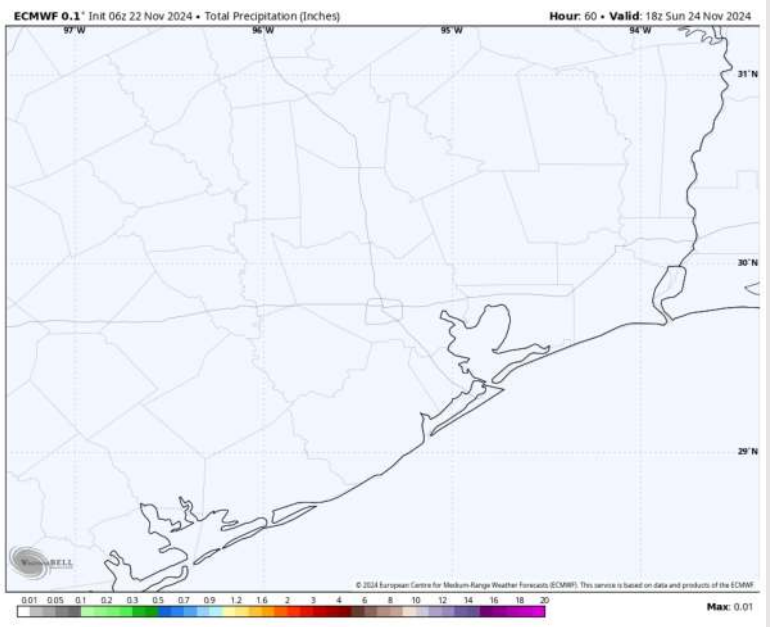 ECMWF 0.1° Init 06z 22 Nov 2024 • Total Precipitation (Inches) Hour: 60 • Valid: 18z Sun 24 Nov 2024
97°W 96°W 95°W 94°W
31°N
30°N
29°N
WeatherBELL
© 2024 European Centre for Medium-Range Weather Forecasts (ECMWF). This service is based on data and products of the ECMWF
0.01 0.05 0.1 0.2 0.3 0.5 0.7 0.9 1.2 1.6 2 3 4 6 8 10 12 14 16 18 20
Max: 0.01